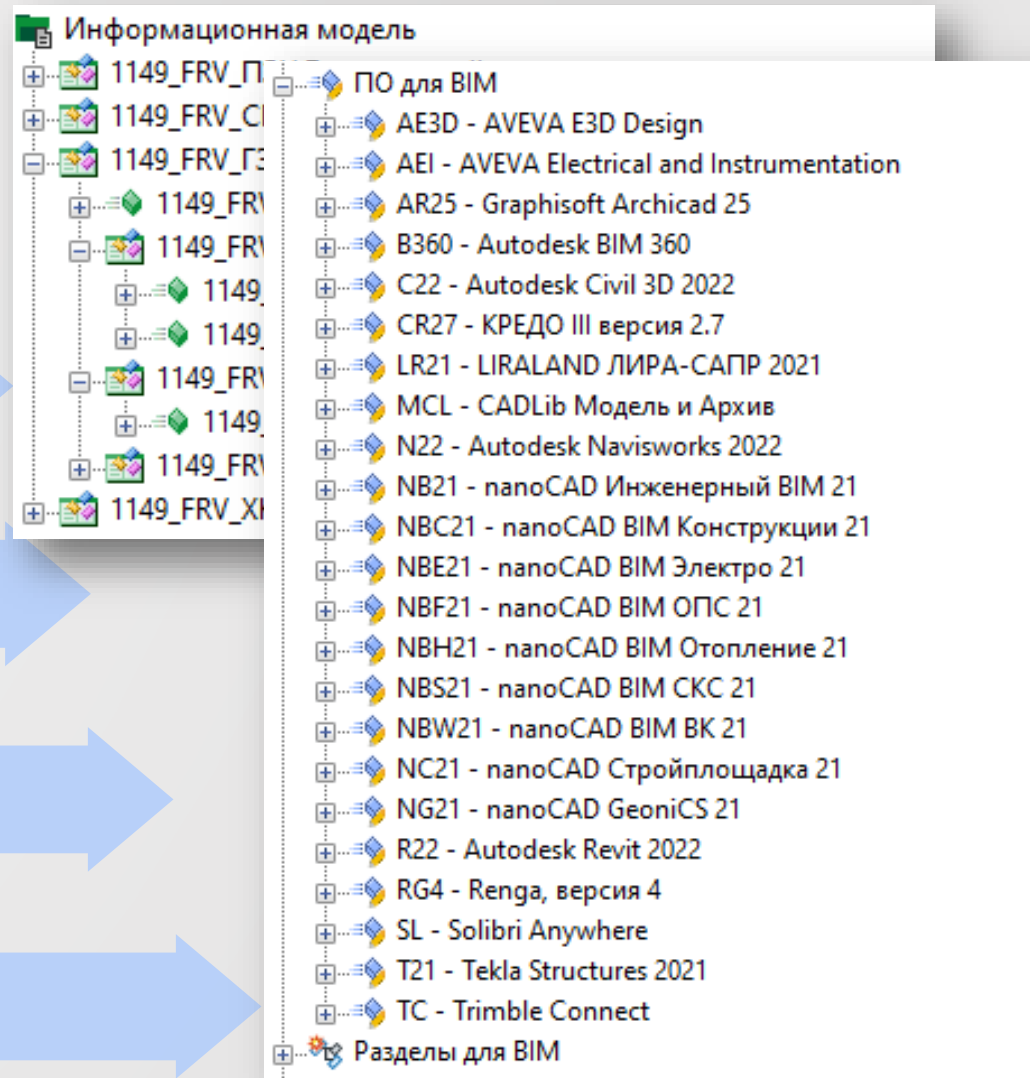 Информационная модель
1149_FRV_
1149_FRV_
1149_FRV_
1149_FRV
1149_FRV
1149_
1149_
1149_FRV
1149_
1149_FRV
1149_FRV_
ПО для BIM
AE3D - AVEVA E3D Design
AEI - AVEVA Electrical and Instrumentation
AR25 - Graphisoft Archicad 25
B360 - Autodesk BIM 360
C22 - Autodesk Civil 3D 2022
CR27 - КРЕДО III версия 2.7
LR21 - LIRALAND ЛИРА-САПР 2021
MCL - CADLib Модель и Архив
N22 - Autodesk Navisworks 2022
NB21 - nanoCAD Инженерный BIM 21
NBC21 - nanoCAD BIM Конструкции 21
NBE21 - nanoCAD BIM Электро 21
NBF21 - nanoCAD BIM ОПС 21
NBH21 - nanoCAD BIM Отопление 21
NBS21 - nanoCAD BIM СКС 21
NBW21 - nanoCAD BIM ВК 21
NC21 - nanoCAD Стройплощадка 21
NG21 - nanoCAD GeoniCS 21
R22 - Autodesk Revit 2022
RG4 - Renga, версия 4
SL - Solibri Anywhere
T21 - Tekla Structures 2021
TC - Trimble Connect
Разделы для BIM